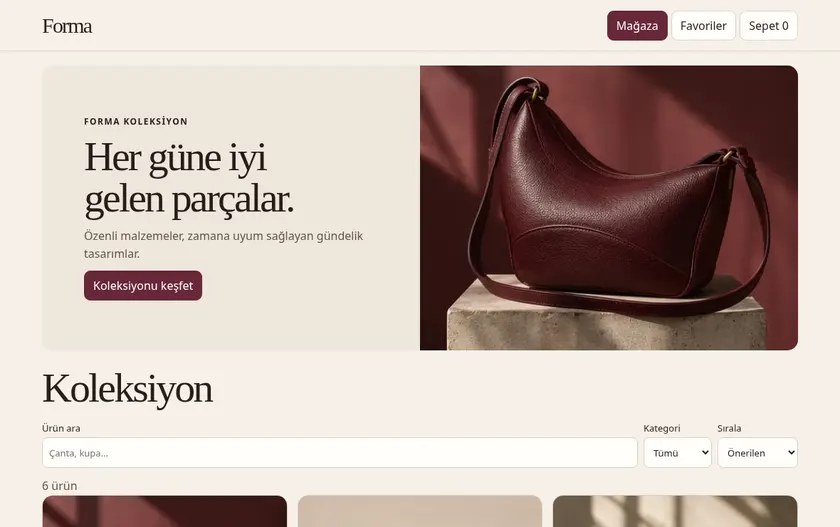 Forma
Mağaza
Favoriler
Sepet 0
FORMA KOLEKSİYON
Her güne iyi
gelen parçalar.
Özenli malzemeler, zamana uyum sağlayan gündelik
tasarımlar.
Koleksiyonu keşfet
Koleksiyon
Ürün ara
Kategori
Sırala
Çanta, kupa...
Tümü
Önerilen
6 ürün